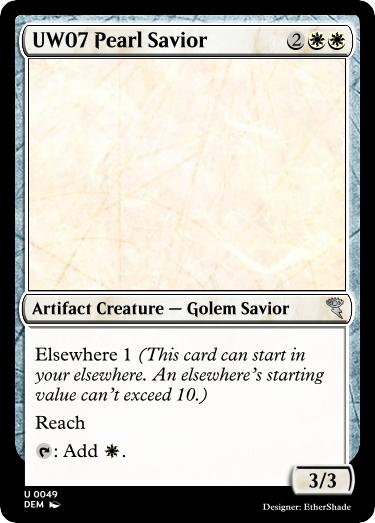 UW07 Pearl Savior 2
Artifact Creature — Golem Savior
Elsewhere 1 (This card can start in
your elsewhere. An elsewhere's starting
value can't exceed 10.)
Reach
: Add .
3/3
U 0049
DEM
Designer: EtherShade